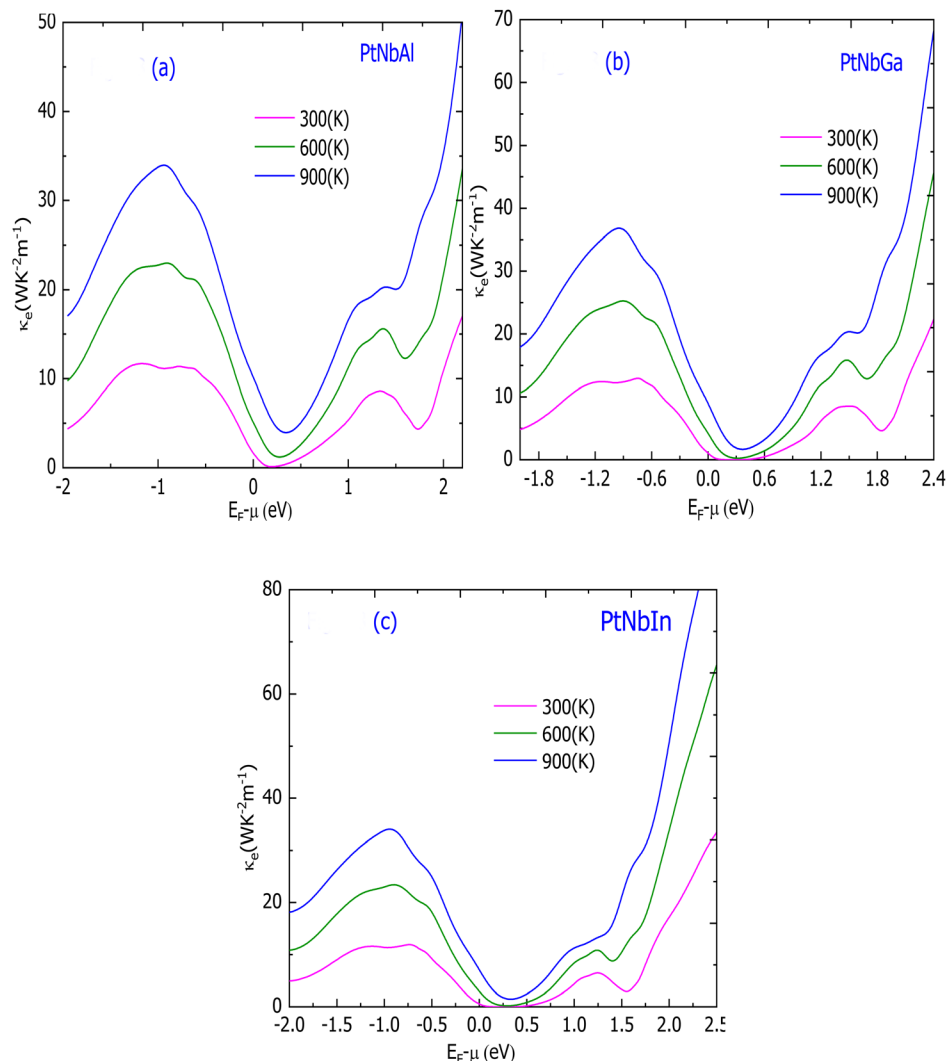 (a)
PtNbAl
300(K)
600(K)
900(K)
κe(WK-2m-1)
50
40
30
20
10
0
-2
-1
0
1
2
EF-μ (eV)
(b)
PtNbGa
300(K)
600(K)
900(K)
κe(WK-2m-1)
70
60
50
40
30
20
10
0
-1.8
-1.2
-0.6
0.0
0.6
1.2
1.8
2.4
EF-μ (eV)
(c)
PtNbIn
300(K)
600(K)
900(K)
κe(WK-2m-1)
80
60
40
20
0
-2.0
-1.5
-1.0
-0.5
0.0
0.5
1.0
1.5
2.0
2.5
EF-μ (eV)